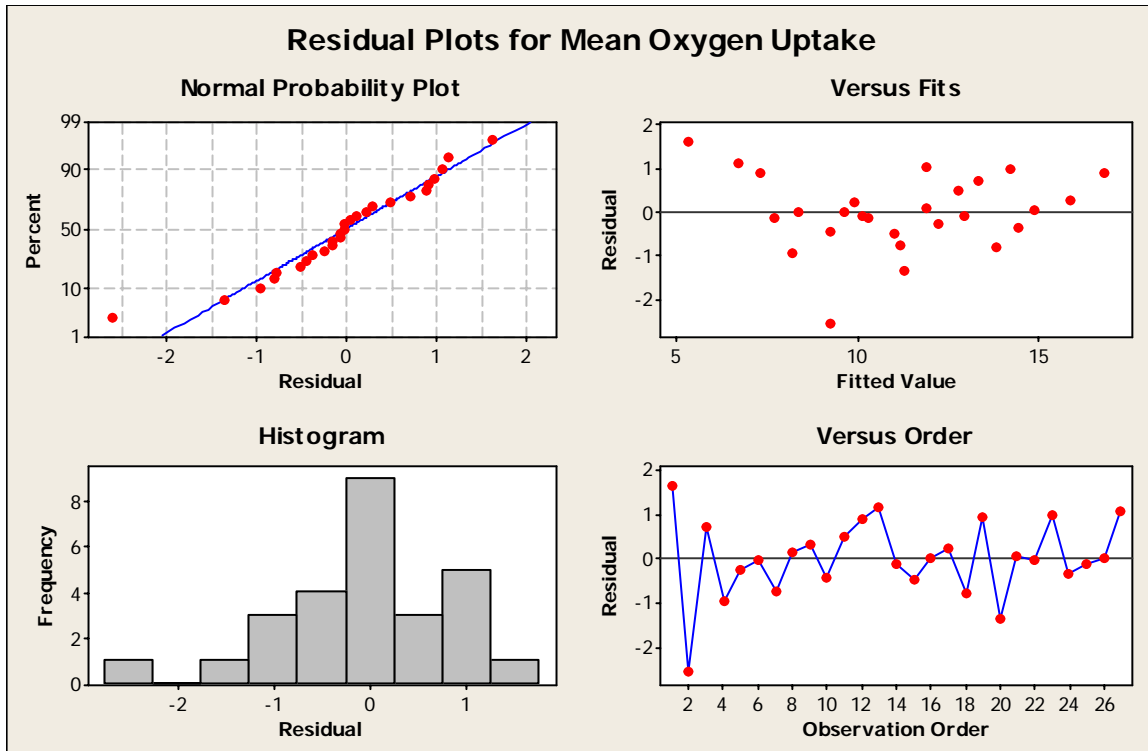 Residual Plots for Mean Oxygen Uptake
Normal Probability Plot
99
90
50
10
1
Percent
-2 -1 0 1 2
Residual
Versus Fits
2
1
0
-1
-2
Residual
5 10 15
Fitted Value
Histogram
8
6
4
2
0
Frequency
-2 -1 0 1
Residual
Versus Order
2
1
0
-1
-2
Residual
2 4 6 8 10 12 14 16 18 20 22 24 26
Observation Order